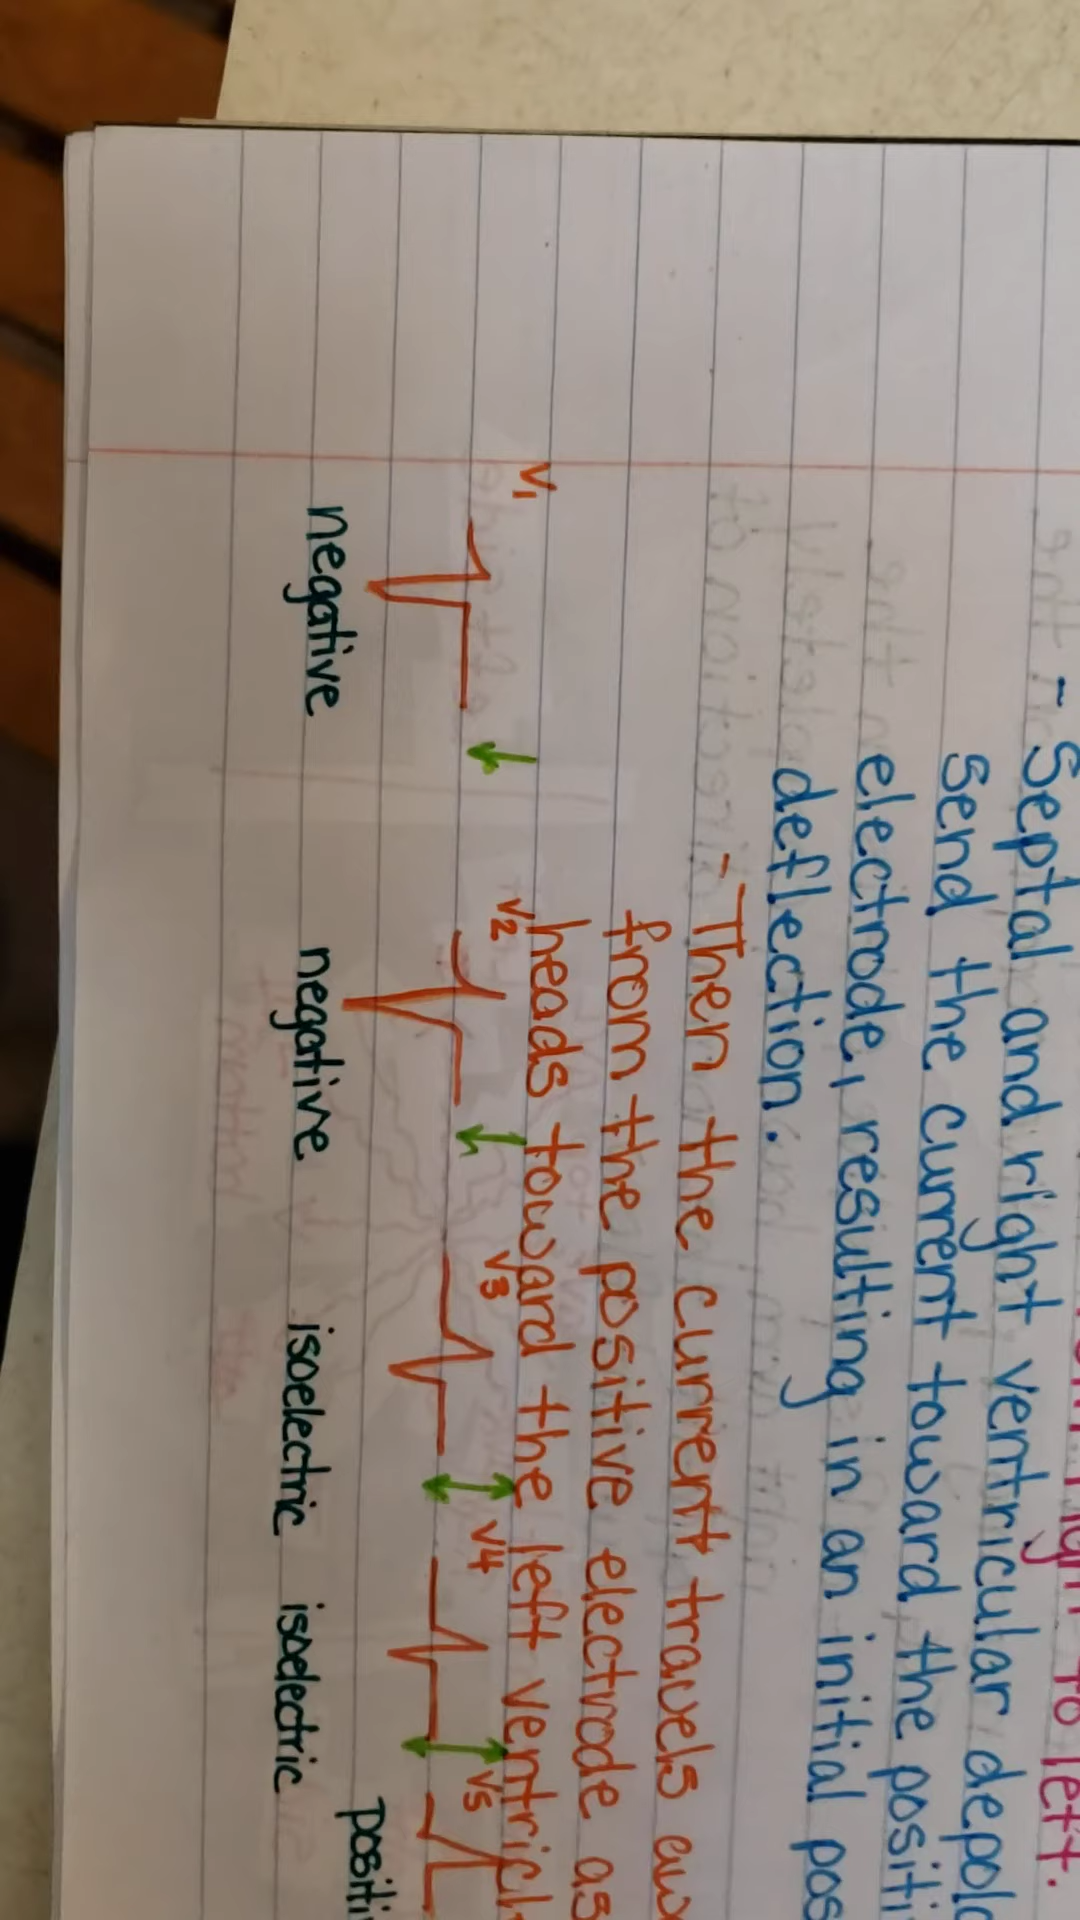 right to left.
- Septal and right ventricular depol
send the current toward the positi
electrode, resulting in an initial pos
deflection.
- Then the current travels aw
from the positive electrode as
heads toward the left ventricl
V1 V2 V3 V4 V5
negative negative isoelectric isoelectric positi